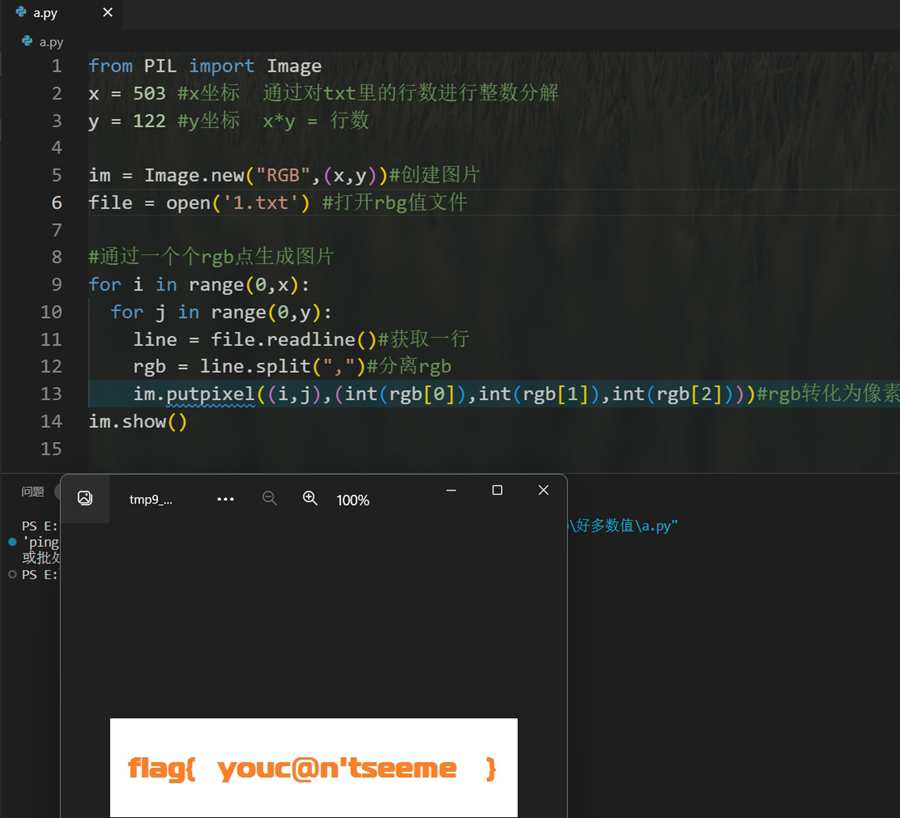 a.py
a.py
1 from PIL import Image
2 x = 503 #x坐标  通过对txt里的行数进行整数分解
3 y = 122 #y坐标  x*y = 行数
4
5 im = Image.new("RGB",(x,y))#创建图片
6 file = open('1.txt') #打开rbg值文件
7
8 #通过一个个rgb点生成图片
9 for i in range(0,x):
10   for j in range(0,y):
11     line = file.readline()#获取一行
12     rgb = line.split(",")#分离rgb
13     im.putpixel((i,j),(int(rgb[0]),int(rgb[1]),int(rgb[2])))#rgb转化为像素
14 im.show()
15
问题
tmp9_... ... 100%
PS E: \好多数值\a.py"
'ping
或批处
PS E:
flag{  youc@n'tseeme  }